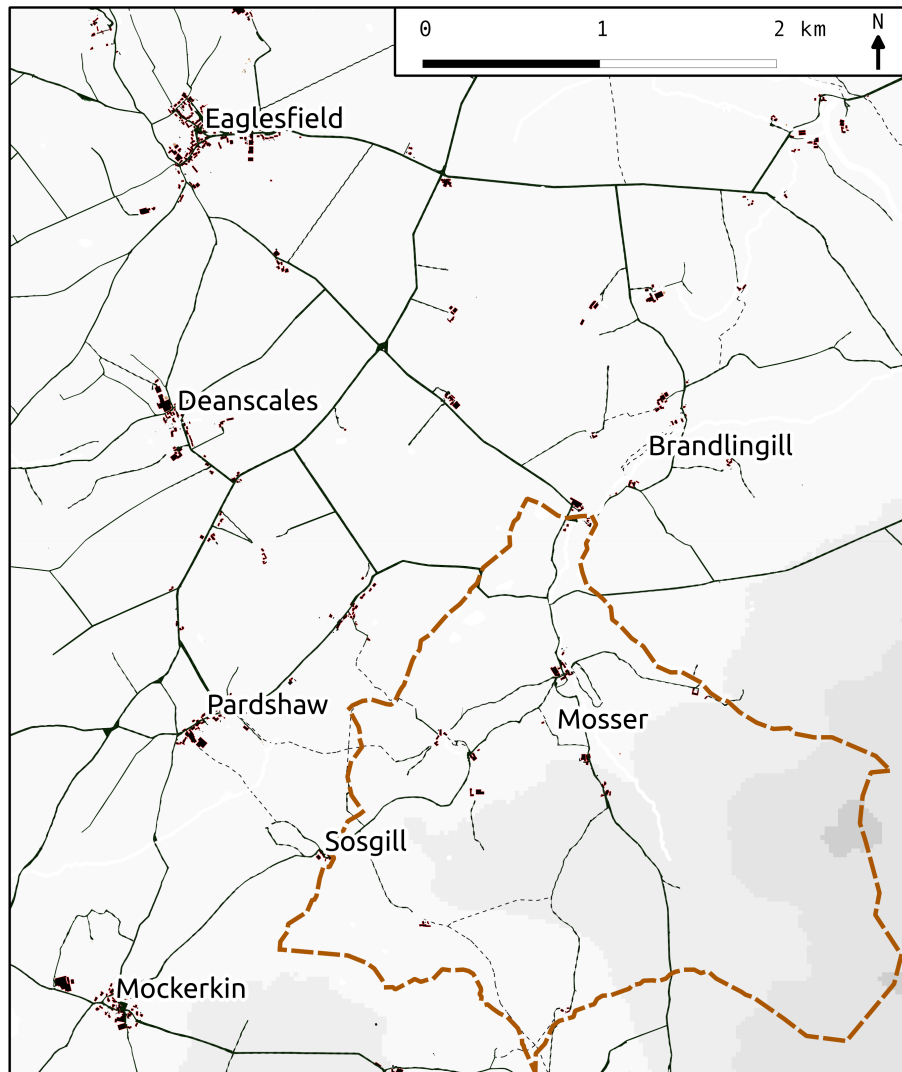 0 1 2 km N
Eaglesfield
Deanscales
Brandlingill
Pardshaw
Mosser
Sosgill
Mockerkin